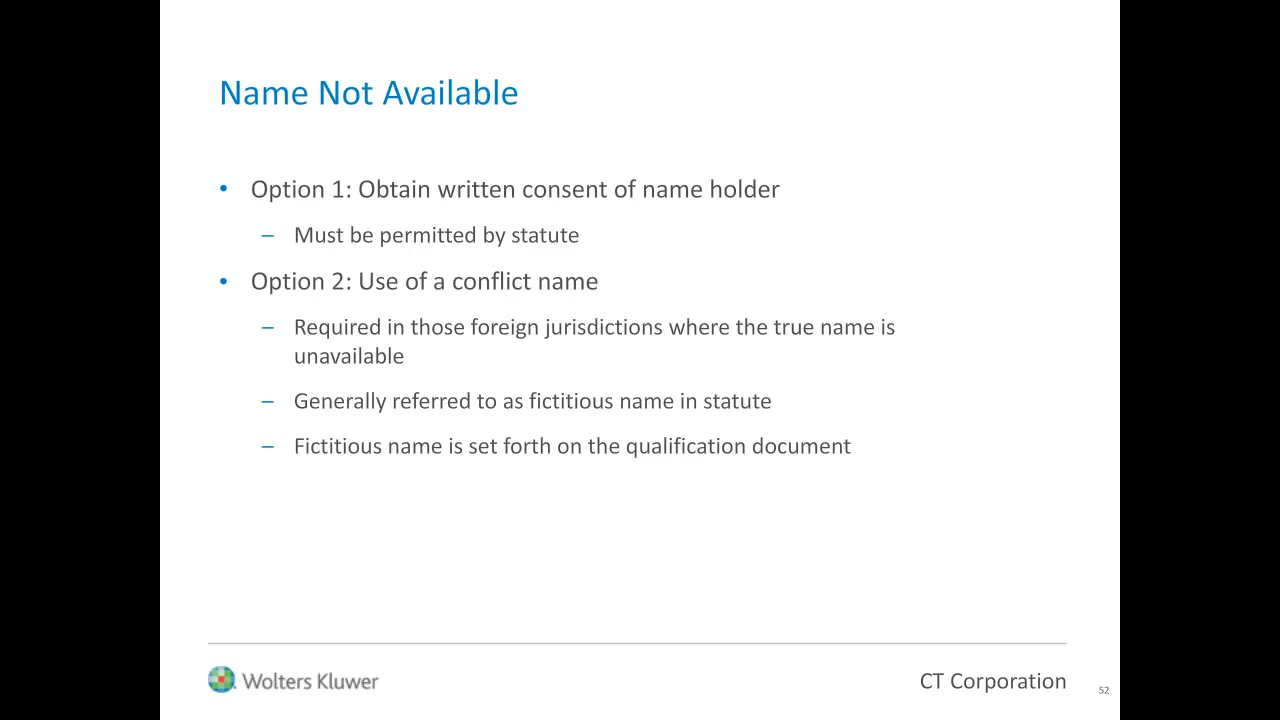 Name Not Available
• Option 1: Obtain written consent of name holder
– Must be permitted by statute
• Option 2: Use of a conflict name
– Required in those foreign jurisdictions where the true name is
unavailable
– Generally referred to as fictitious name in statute
– Fictitious name is set forth on the qualification document
Wolters Kluwer
CT Corporation
52